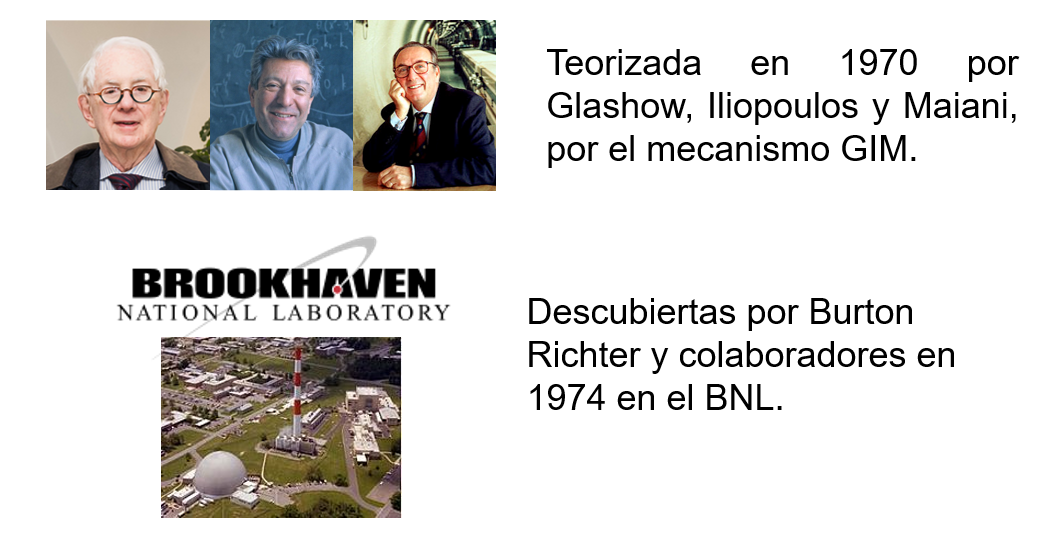 Teorizada en 1970 por
Glashow, Iliopoulos y Maiani,
por el mecanismo GIM.
BROOKHAVEN
NATIONAL LABORATORY
Descubiertas por Burton
Richter y colaboradores en
1974 en el BNL.